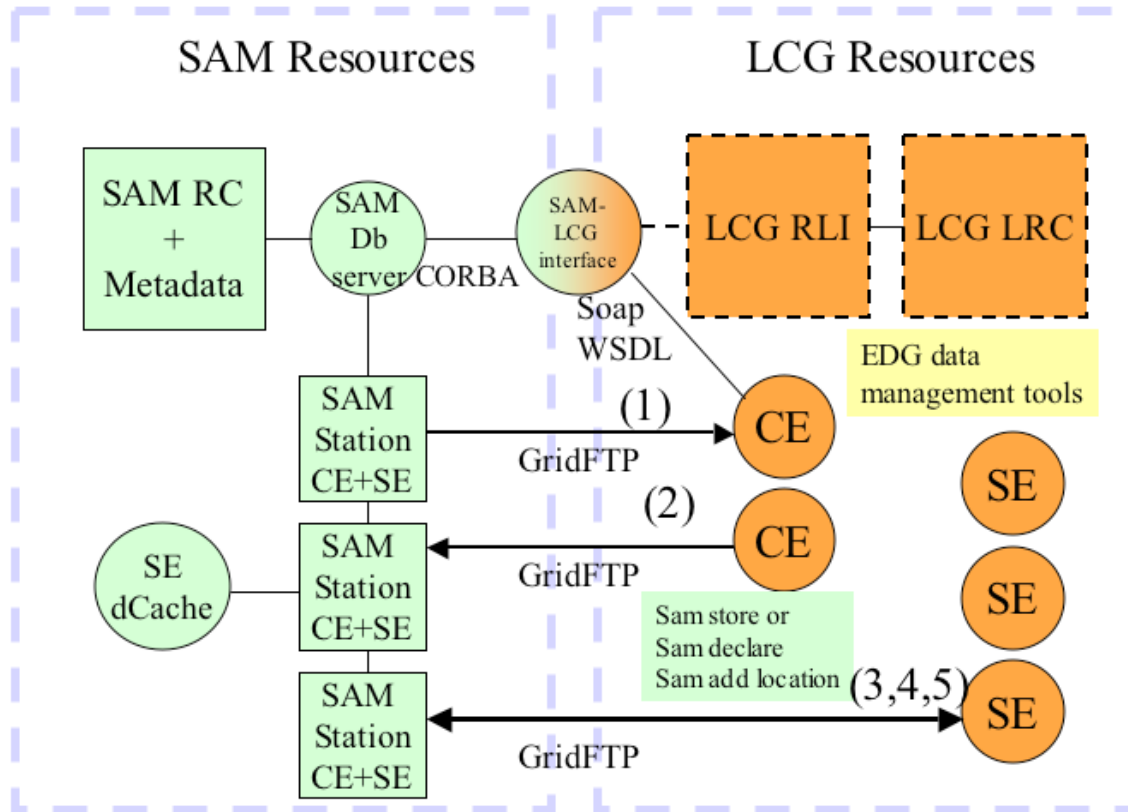 SAM Resources
LCG Resources
SAM RC
+
Metadata
SAM
Db
server
CORBA
SAM-
LCG
interface
LCG RLI
LCG LRC
Soap
WSDL
EDG data
management tools
SAM
Station
CE+SE
(1)
GridFTP
CE
SE
(2)
SAM
Station
CE+SE
GridFTP
CE
SE
dCache
Sam store or
Sam declare
Sam add location
SE
(3,4,5)
SAM
Station
CE+SE
GridFTP
SE